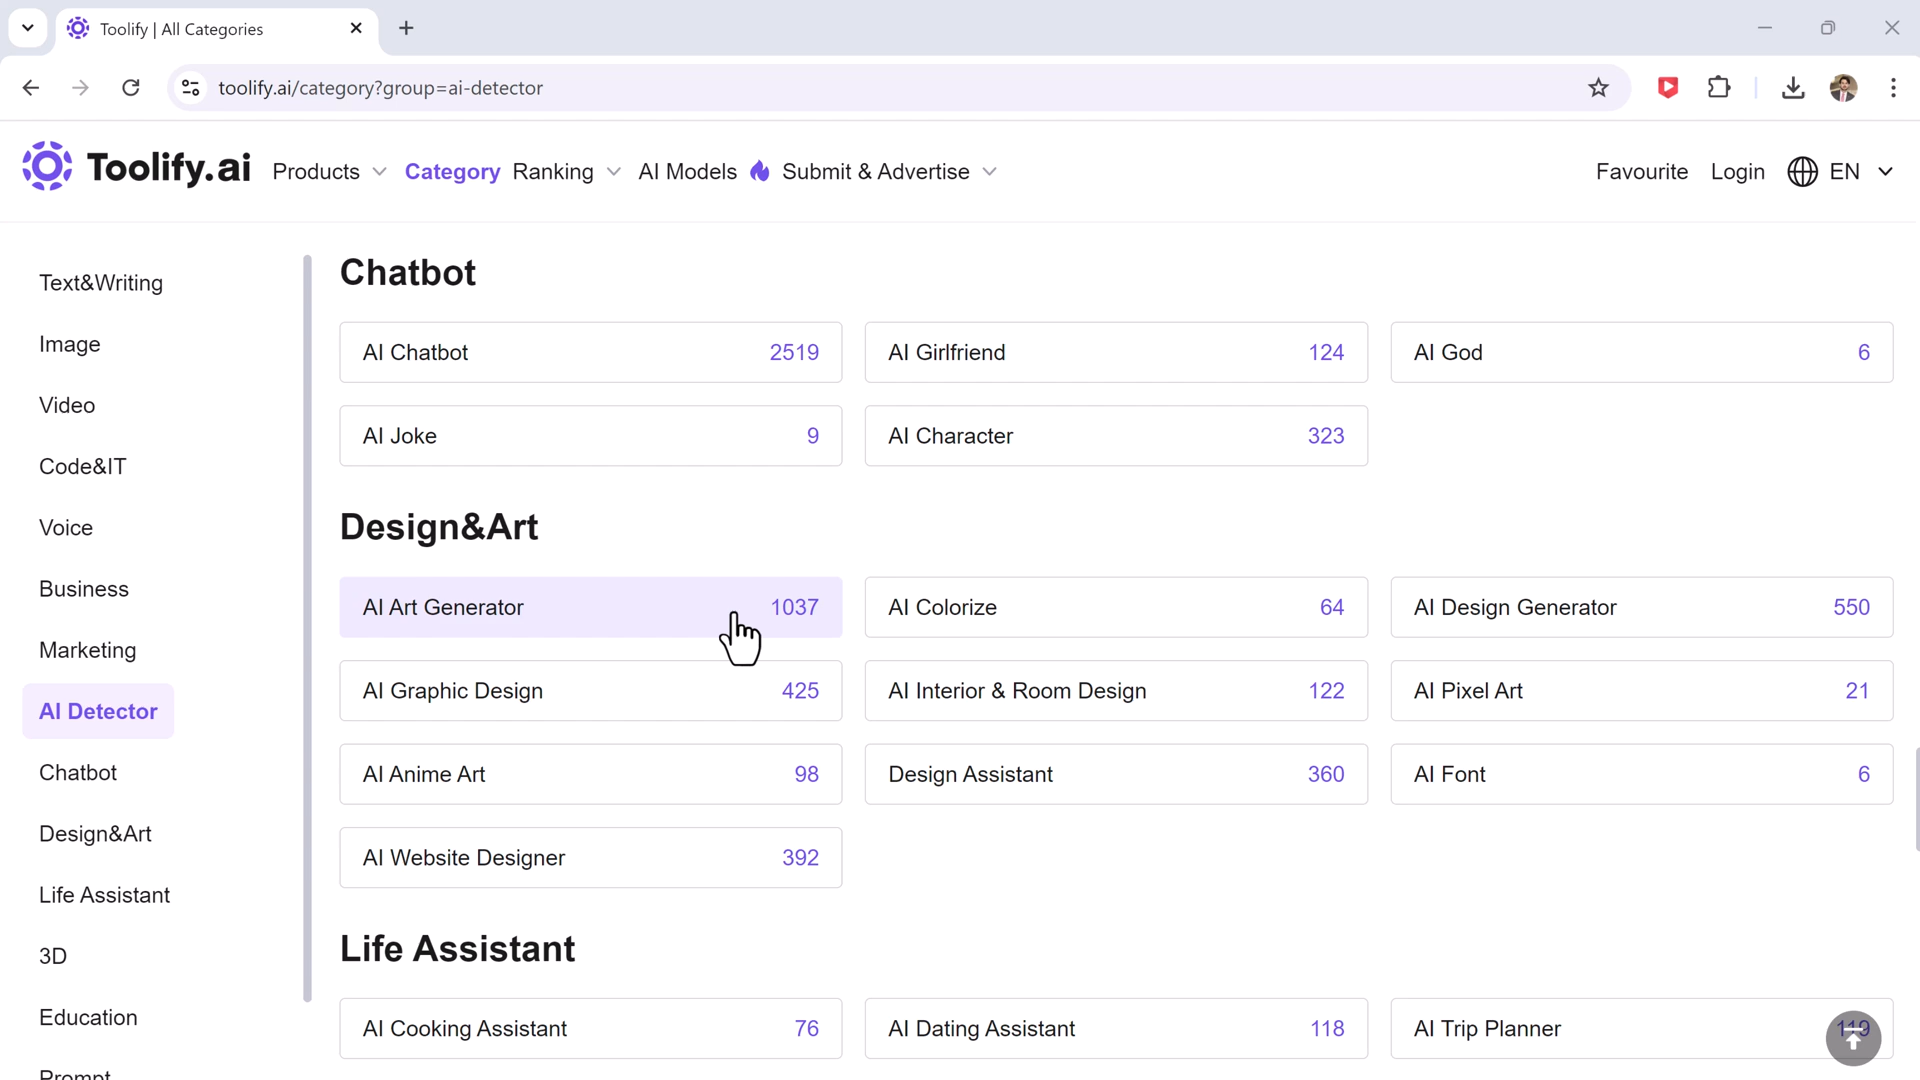 Toolify | All Categories
toolify.ai/category?group=ai-detector
Toolify.ai
Products
Category
Ranking
AI Models
Submit & Advertise
Favourite
Login
EN
Text&Writing
Image
Video
Code&IT
Voice
Business
Marketing
AI Detector
Chatbot
Design&Art
Life Assistant
3D
Education
Prompt
Chatbot
AI Chatbot 2519
AI Girlfriend 124
AI God 6
AI Joke 9
AI Character 323
Design&Art
AI Art Generator 1037
AI Colorize 64
AI Design Generator 550
AI Graphic Design 425
AI Interior & Room Design 122
AI Pixel Art 21
AI Anime Art 98
Design Assistant 360
AI Font 6
AI Website Designer 392
Life Assistant
AI Cooking Assistant 76
AI Dating Assistant 118
AI Trip Planner